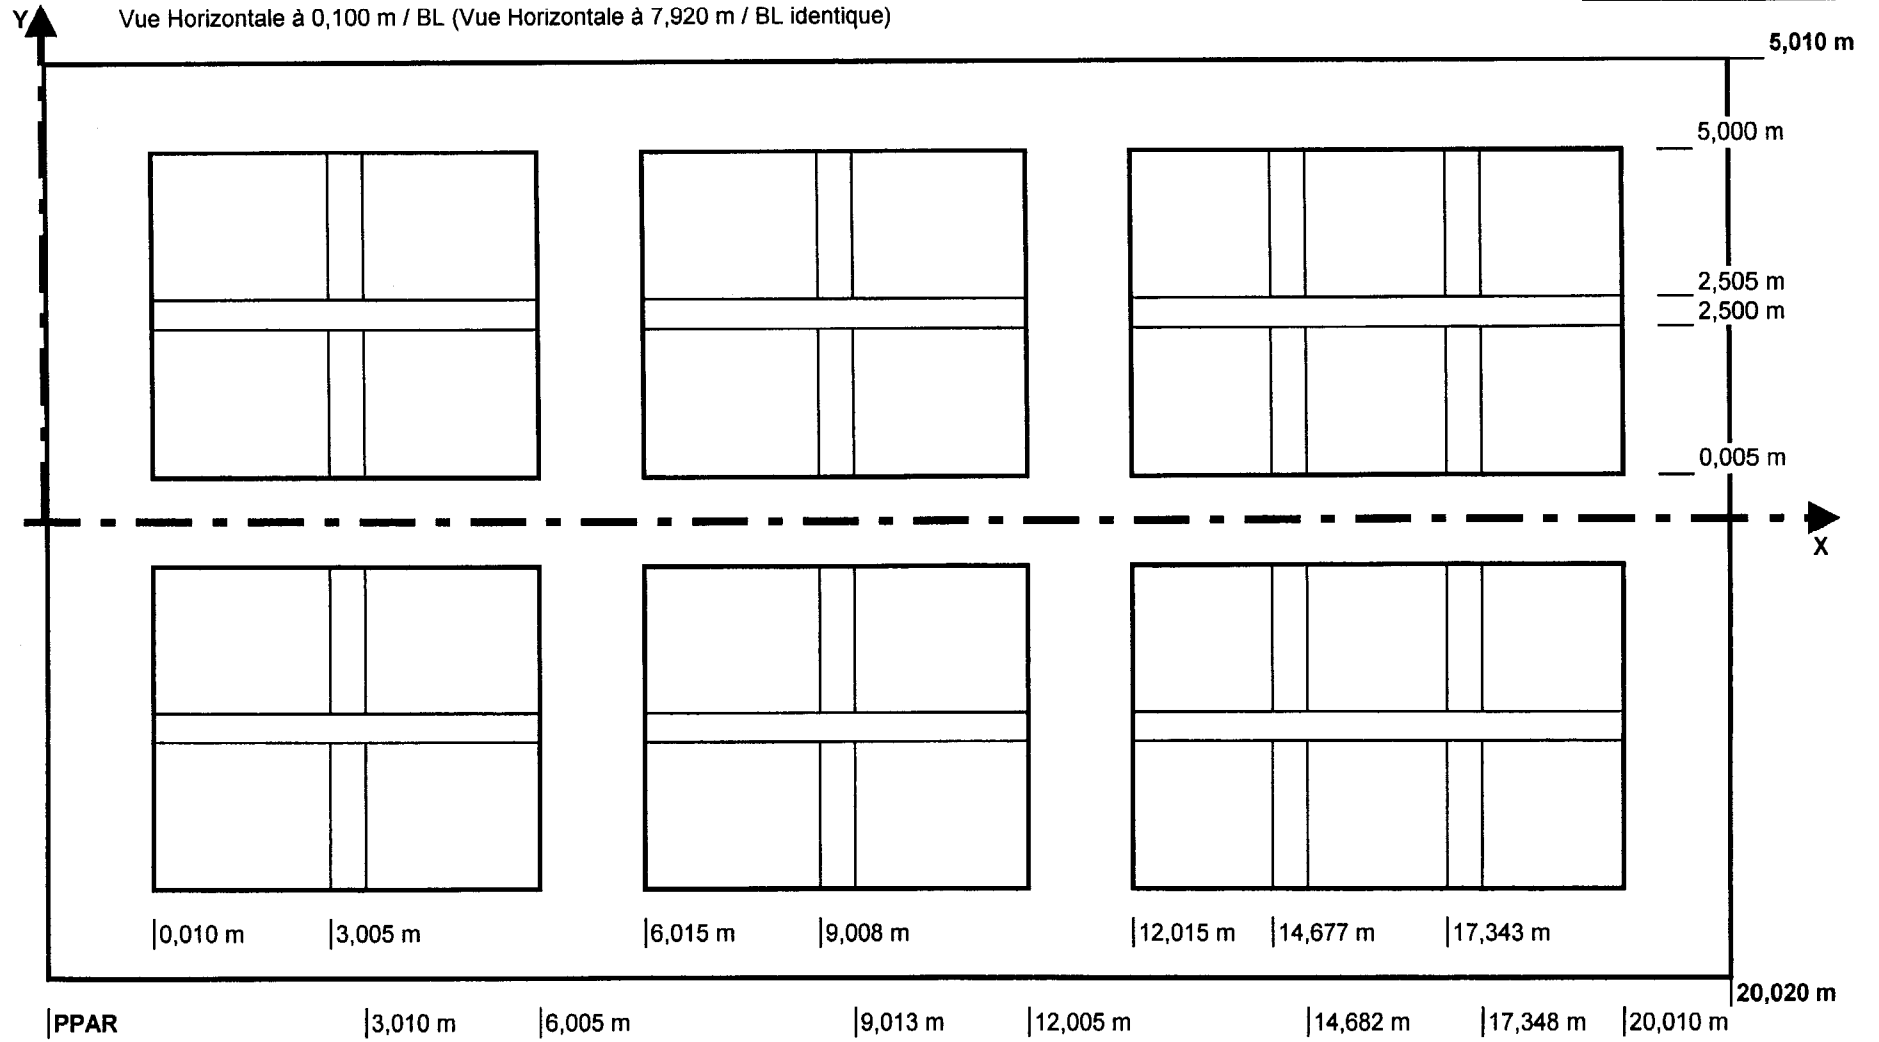 Y
Vue Horizontale à 0,100 m / BL (Vue Horizontale à 7,920 m / BL identique)
5,010 m
5,000 m
2,505 m
2,500 m
0,005 m
X
0,010 m
3,005 m
6,015 m
9,008 m
12,015 m
14,677 m
17,343 m
20,020 m
PPAR
3,010 m
6,005 m
9,013 m
12,005 m
14,682 m
17,348 m
20,010 m